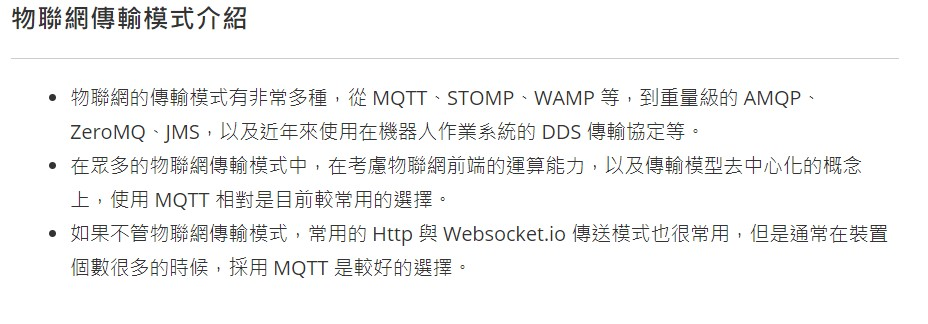 物聯網傳輸模式介紹
• 物聯網的傳輸模式有非常多種，從 MQTT、STOMP、WAMP 等，到重量級的 AMQP、
ZeroMQ、JMS，以及近年來使用在機器人作業系統的 DDS 傳輸協定等。
• 在眾多的物聯網傳輸模式中，在考慮物聯網前端的運算能力，以及傳輸模型去中心化的概念
上，使用 MQTT 相對是目前較常用的選擇。
• 如果不管物聯網傳輸模式，常用的 Http 與 Websocket.io 傳送模式也很常用，但是通常在裝置
個數很多的時候，採用 MQTT 是較好的選擇。